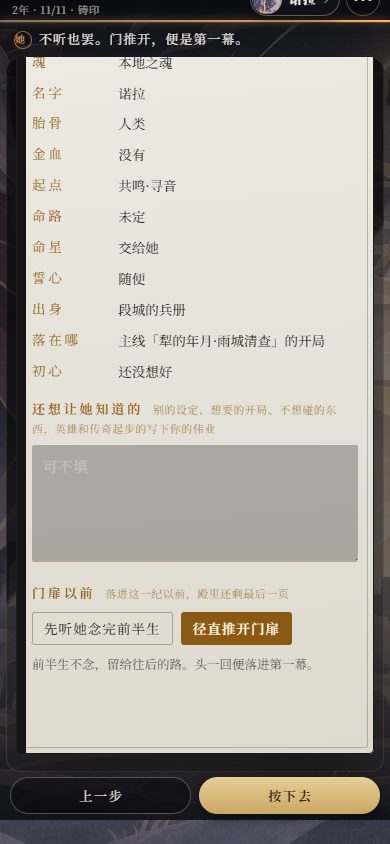 2年 · 11/11 · 铸印
诺拉
她 不听也罢。门推开，便是第一幕。
魂 本地之魂
名字 诺拉
胎骨 人类
金血 没有
起点 共鸣·寻音
命路 未定
命星 交给她
誓心 随便
出身 段城的兵册
落在哪 主线「犁的年月·雨城清查」的开局
初心 还没想好
还想让她知道的 别的设定、想要的开局、不想碰的东
西，英雄和传奇起步的写下你的伟业
可不填
门扉以前 落进这一纪以前，殿里还剩最后一页
先听她念完前半生 径直推开门扉
前半生不念，留给往后的路。头一回便落进第一幕。
上一步 按下去